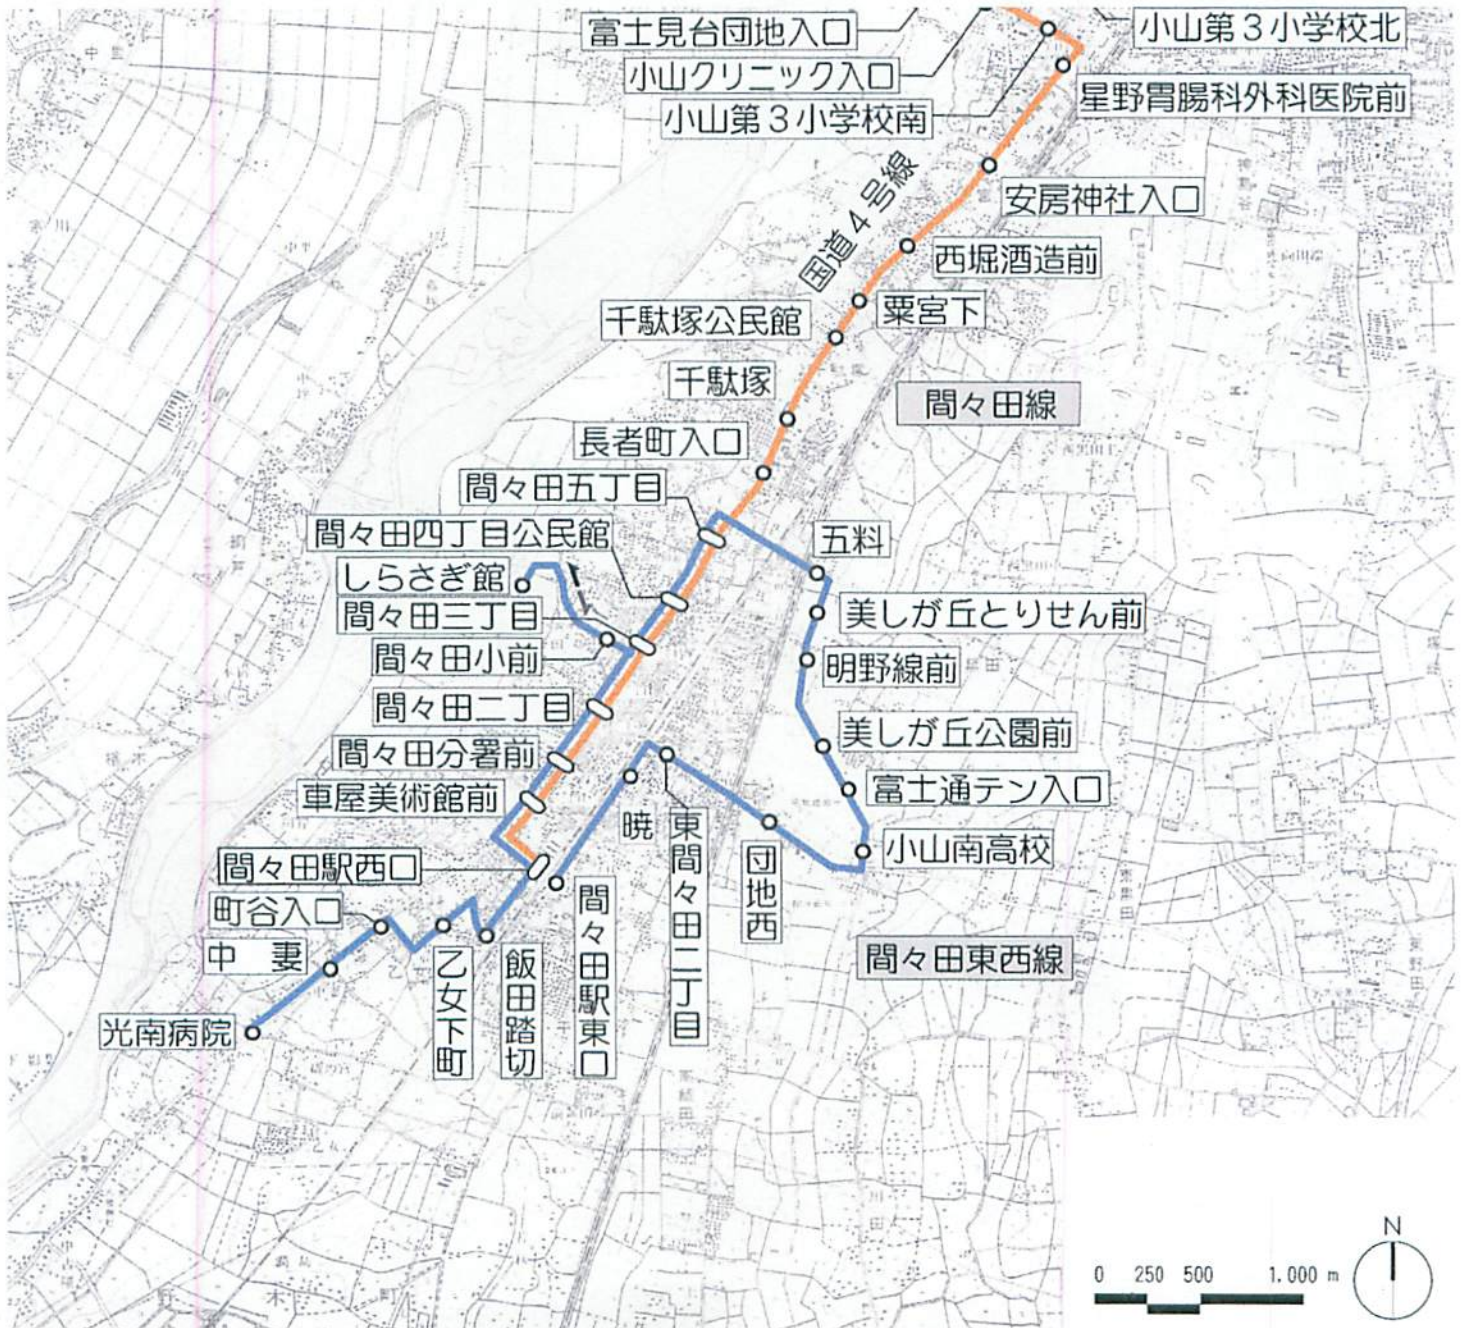 富士見台団地入口
小山第３小学校北
小山クリニック入口
星野胃腸科外科医院前
小山第３小学校南
国道４号線
安房神社入口
西堀酒造前
粟宮下
千駄塚公民館
千駄塚
間々田線
長者町入口
間々田五丁目
間々田四丁目公民館
五料
しらさぎ館
間々田三丁目
美しが丘とりせん前
間々田小前
明野線前
間々田二丁目
美しが丘公園前
間々田分署前
富士通テン入口
車屋美術館前
暁
東間々田二丁目
団地西
小山南高校
間々田駅西口
間々田駅東口
町谷入口
中 妻
乙女下町
飯田踏切
間々田東西線
光南病院
N
0 250 500 1.000 m